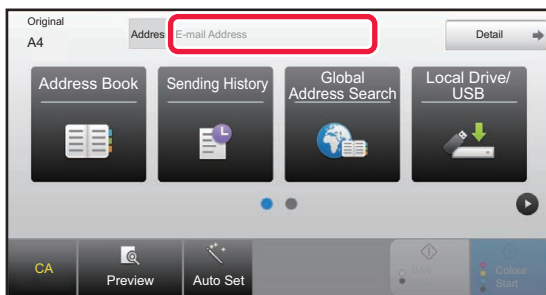 Original
A4
Addres
E-mail Address
Detail
Address Book
Sending History
Global
Address Search
Local Drive/
USB
CA
Preview
Auto Set
B/W
Start
Colour
Start